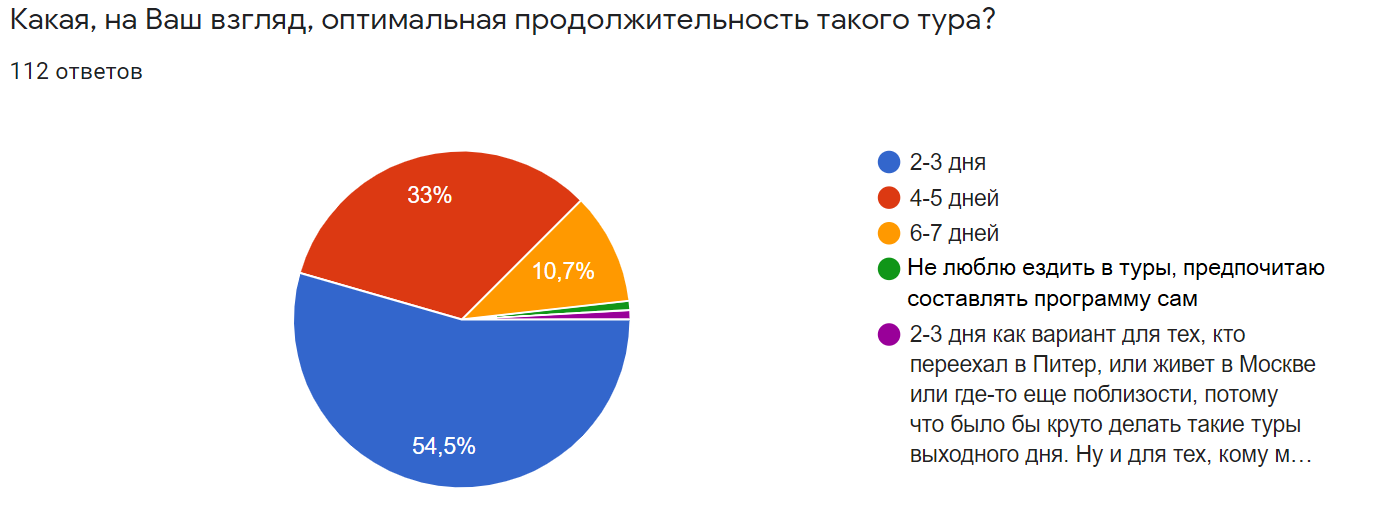 Какая, на Ваш взгляд, оптимальная продолжительность такого тура?
112 ответов
33%
10,7%
54,5%
2-3 дня
4-5 дней
6-7 дней
Не люблю ездить в туры, предпочитаю
составлять программу сам
2-3 дня как вариант для тех, кто
переехал в Питер, или живет в Москве
или где-то еще поблизости, потому
что было бы круто делать такие туры
выходного дня. Ну и для тех, кому м…